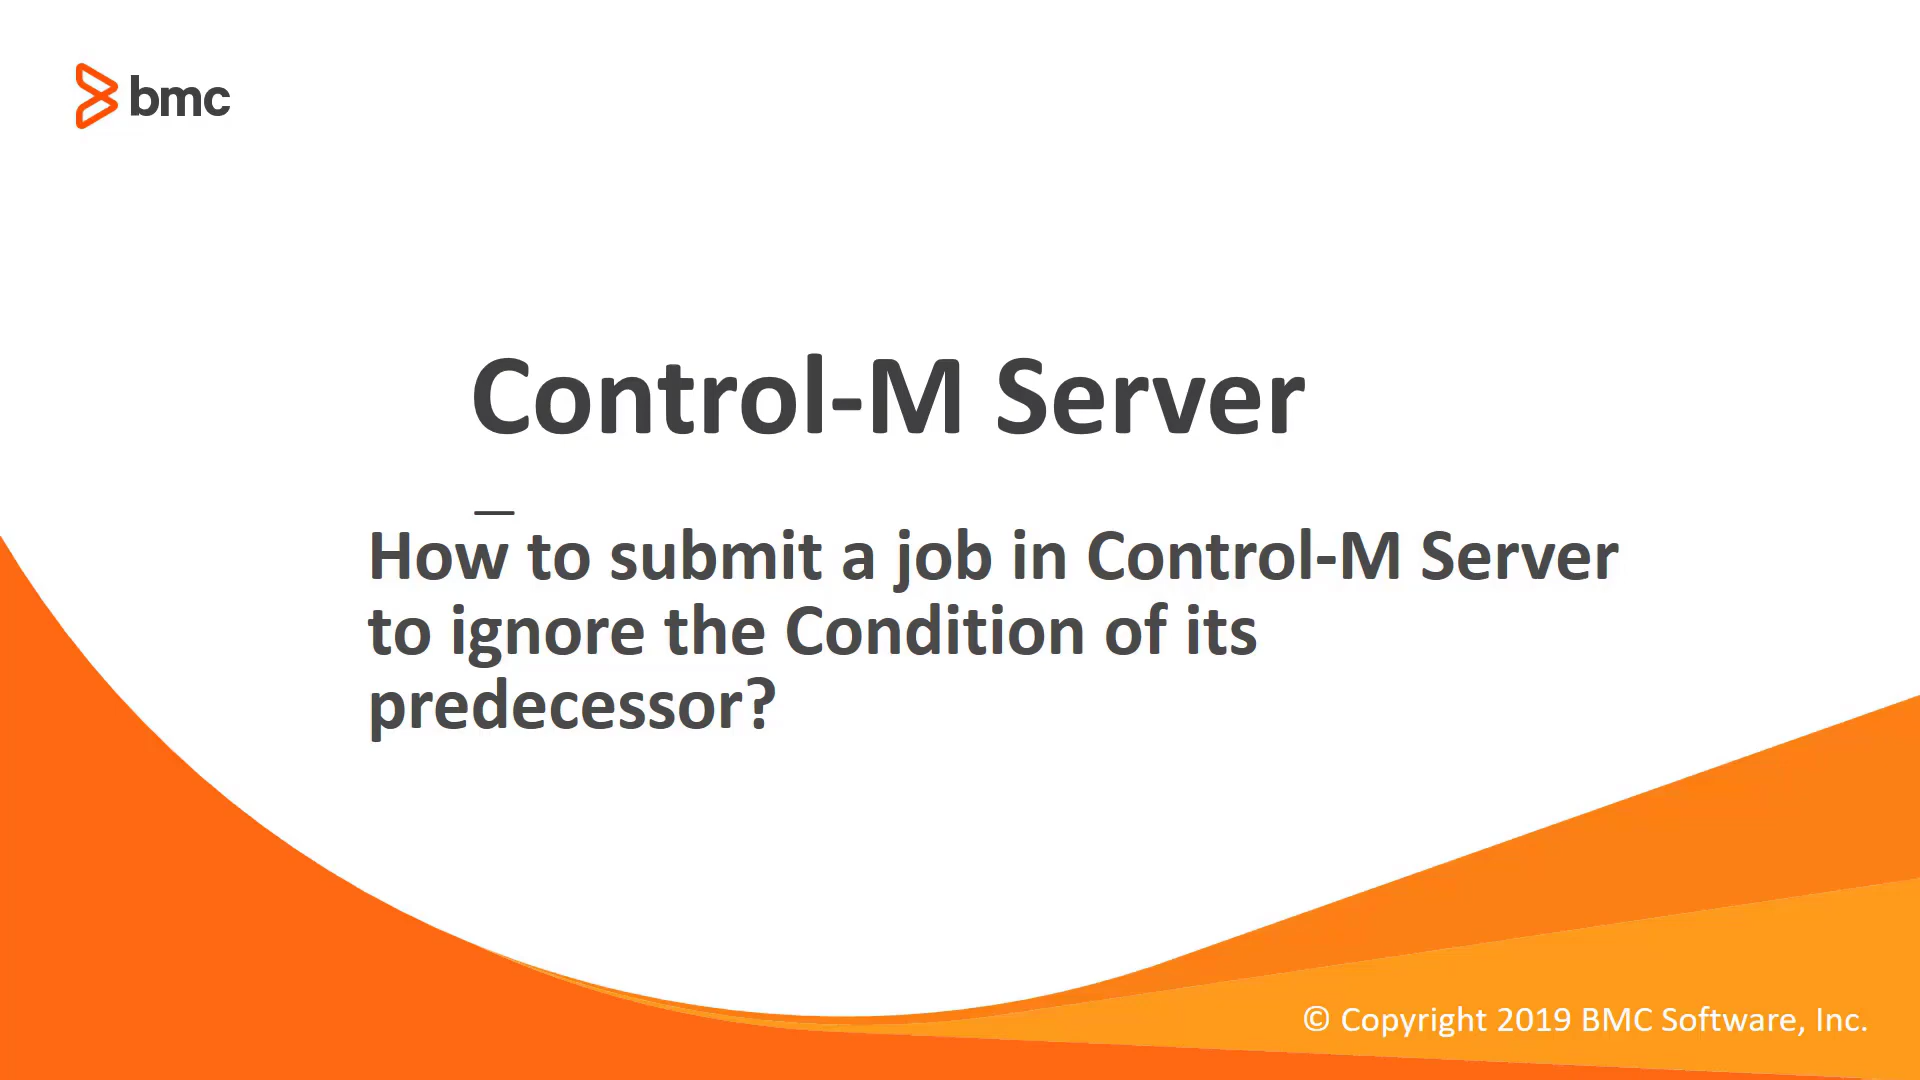 bmc
Control-M Server
How to submit a job in Control-M Server
to ignore the Condition of its
predecessor?
© Copyright 2019 BMC Software, Inc.